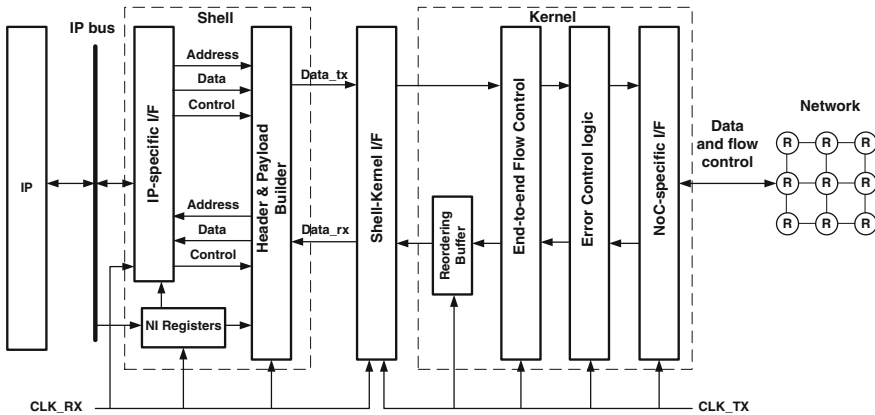 Shell
Kernel
IP bus
IP
IP-specific I/F
Address
Data
Control
Address
Data
Control
NI Registers
Header & Payload
Builder
Data_tx
Data_rx
Shell-Kernel I/F
Reordering
Buffer
End-to-end Flow Control
Error Control logic
NoC-specific I/F
Data
and flow
control
Network
R R R
R R R
R R R
CLK_RX
CLK_TX